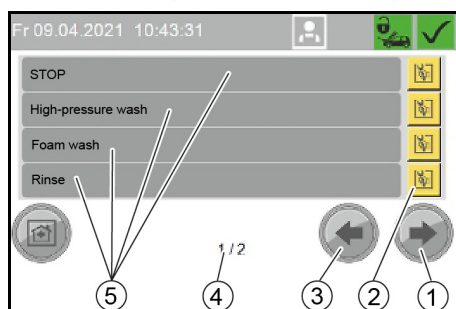 Fr 09.04.2021 10:43:31
STOP
High-pressure wash
Foam wash
Rinse
1 / 2
5 4 3 2 1